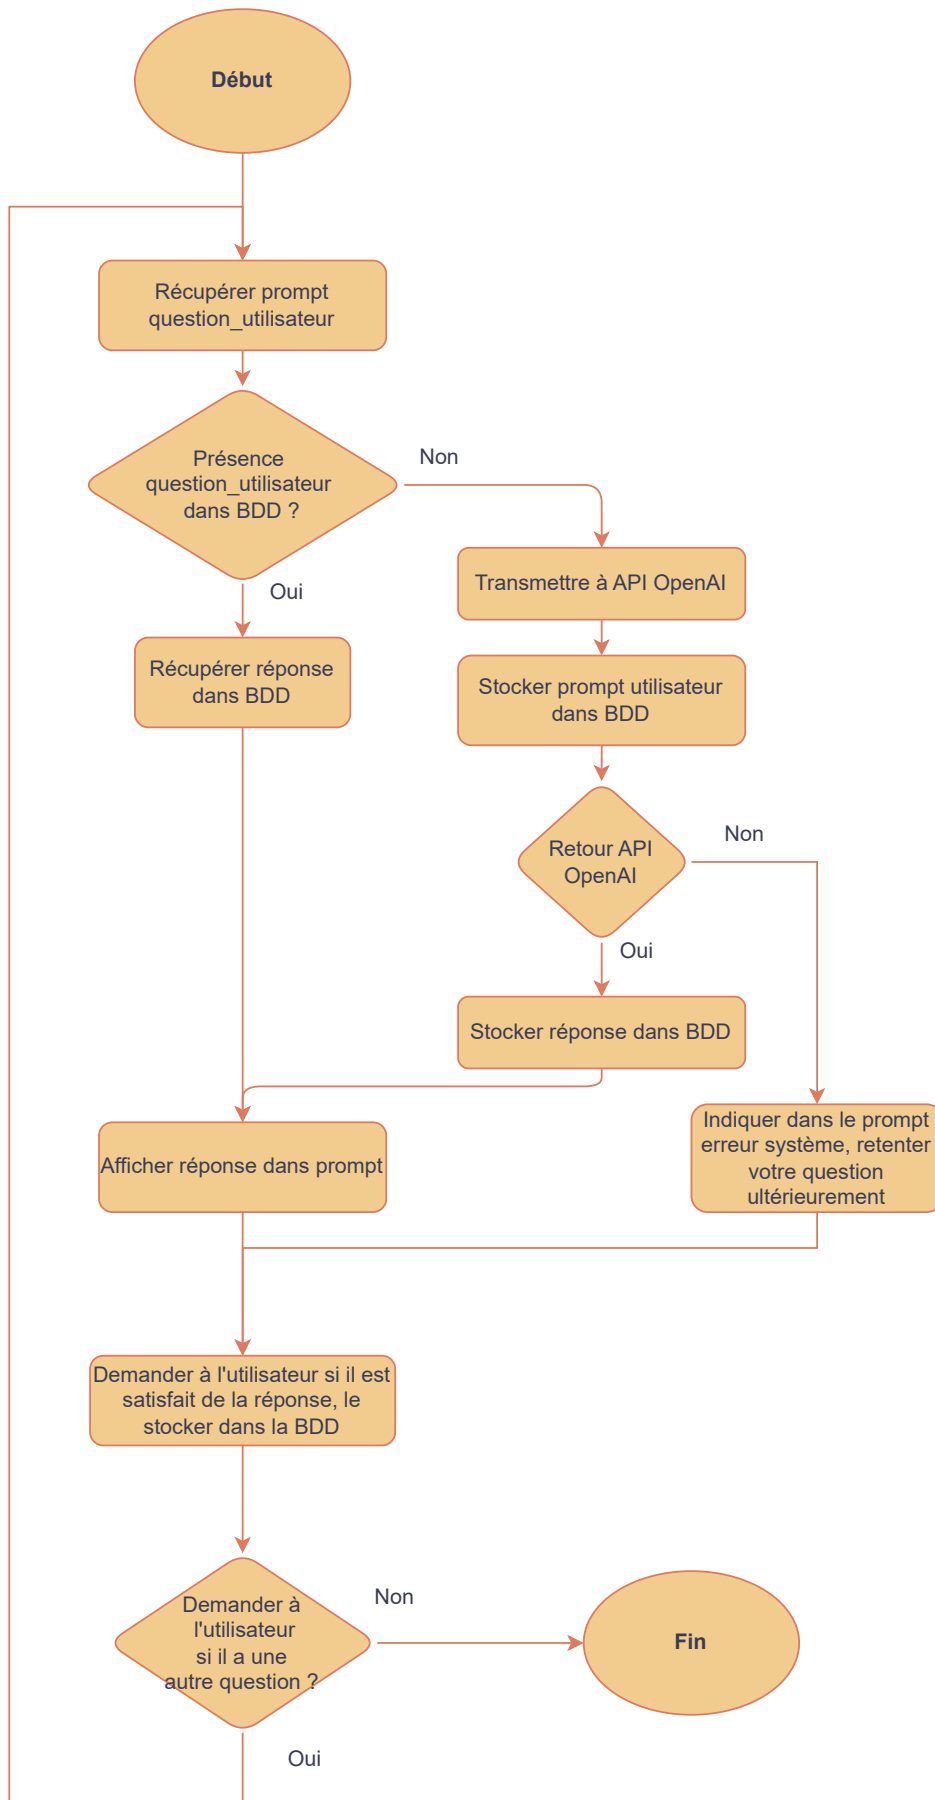 Début
Récupérer prompt
question_utilisateur
Présence
question_utilisateur
dans BDD ?
Non
Oui
Transmettre à API OpenAI
Récupérer réponse
dans BDD
Stocker prompt utilisateur
dans BDD
Retour API
OpenAI
Non
Oui
Stocker réponse dans BDD
Afficher réponse dans prompt
Indiquer dans le prompt
erreur système, retenter
votre question
ultérieurement
Demander à l'utilisateur si il est
satisfait de la réponse, le
stocker dans la BDD
Demander à
l'utilisateur
si il a une
autre question ?
Non
Fin
Oui